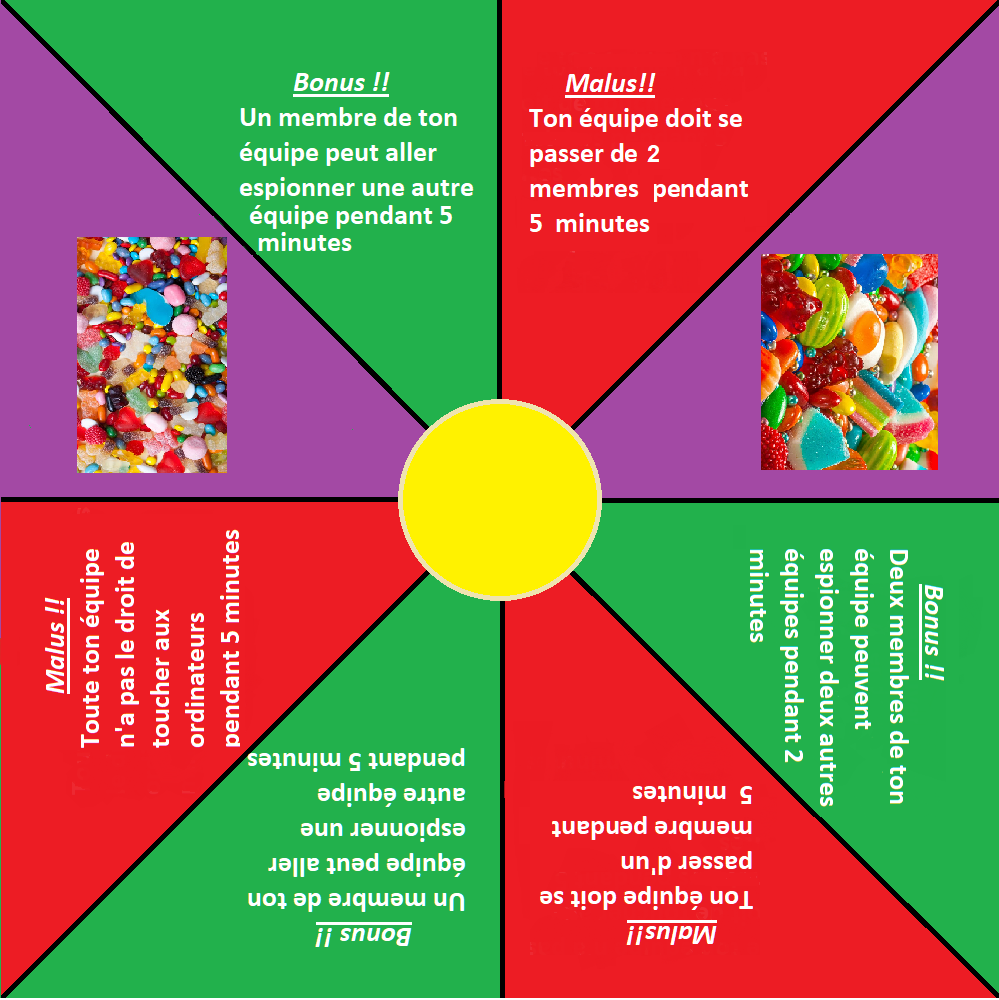 Bonus !!
Un membre de ton
équipe peut aller
espionner une autre
équipe pendant 5
minutes
Malus!!
Ton équipe doit se
passer de 2
membres pendant
5 minutes
Bonus !!
Deux membres de ton
équipe peuvent
espionner deux autres
équipes pendant 2
minutes
Malus!!
Ton équipe doit se
passer d'un
membre pendant
5 minutes
Bonus !!
Un membre de ton
équipe peut aller
espionner une
autre équipe
pendant 5 minutes
Malus !!
Toute ton équipe
n'a pas le droit de
toucher aux
ordinateurs
pendant 5 minutes